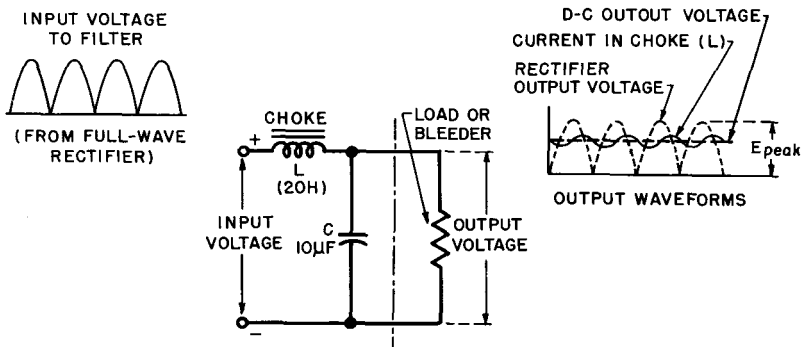 INPUT VOLTAGE
TO FILTER
(FROM FULL-WAVE
RECTIFIER)
CHOKE
+
L
(20H)
LOAD OR
BLEEDER
INPUT
VOLTAGE
C
10µF
OUTPUT
VOLTAGE
–
D-C OUTOUT VOLTAGE
CURRENT IN CHOKE (L)
RECTIFIER
OUTPUT VOLTAGE
E peak
OUTPUT WAVEFORMS